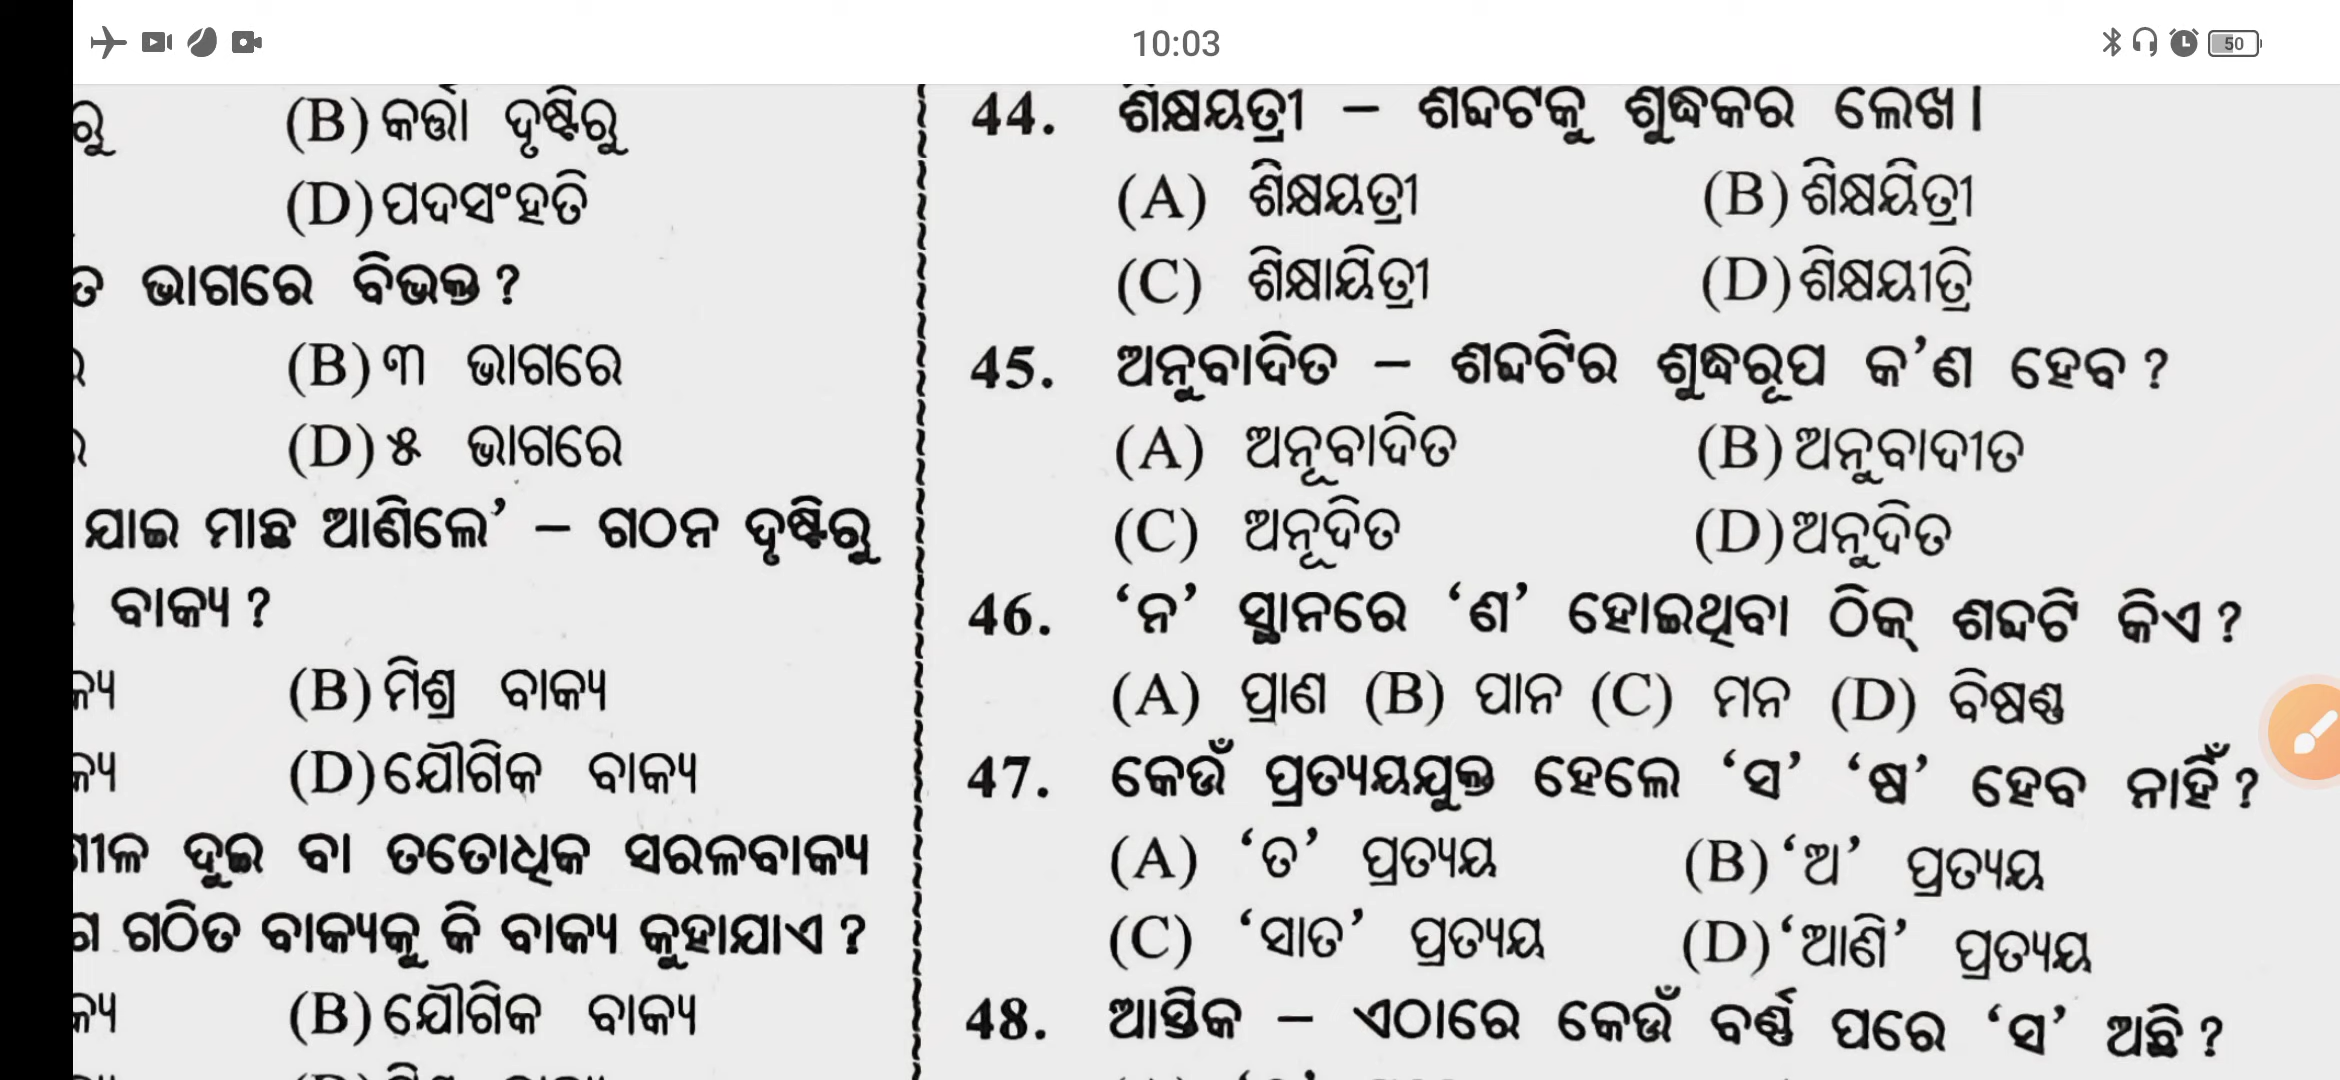 10:03
50
ରୁ (B) କର୍ତ୍ତା ଦୃଷ୍ଟିରୁ
(D) ପଦସଂହତି
ତ ଭାଗରେ ବିଭକ୍ତ ?
(B) ୩ ଭାଗରେ
(D) ୫ ଭାଗରେ
ଯାଇ ମାଛ ଆଣିଲେ’ – ଗଠନ ଦୃଷ୍ଟିରୁ
ବାକ୍ୟ ?
(B) ମିଶ୍ର ବାକ୍ୟ
(D) ଯୌଗିକ ବାକ୍ୟ
ଦୁଇ ବା ତତୋଧିକ ସରଳବାକ୍ୟ
ଗଠିତ ବାକ୍ୟକୁ କି ବାକ୍ୟ କୁହାଯାଏ ?
(B) ଯୌଗିକ ବାକ୍ୟ
44. ଶିକ୍ଷୟତ୍ରୀ – ଶବ୍ଦଟିକୁ ଶୁଦ୍ଧକର ଲେଖ।
(A) ଶିକ୍ଷୟତ୍ରୀ (B) ଶିକ୍ଷୟିତ୍ରୀ
(C) ଶିକ୍ଷାୟିତ୍ରୀ (D) ଶିକ୍ଷୟୀତ୍ରି
45. ଅନୁବାଦିତ – ଶବ୍ଦଟିର ଶୁଦ୍ଧରୂପ କ’ଣ ହେବ ?
(A) ଅନୂବାଦିତ (B) ଅନୁବାଦୀତ
(C) ଅନୂଦିତ (D) ଅନୁଦିତ
46. ‘ନ’ ସ୍ଥାନରେ ‘ଣ’ ହୋଇଥିବା ଠିକ୍ ଶବ୍ଦଟି କିଏ ?
(A) ପ୍ରାଣ (B) ପାନ (C) ମନ (D) ବିଷଣ୍ଣ
47. କେଉଁ ପ୍ରତ୍ୟୟଯୁକ୍ତ ହେଲେ ‘ସ’ ‘ଷ’ ହେବ ନାହିଁ ?
(A) ‘ତ’ ପ୍ରତ୍ୟୟ (B) ‘ଅ’ ପ୍ରତ୍ୟୟ
(C) ‘ସାତ’ ପ୍ରତ୍ୟୟ (D) ‘ଆଣି’ ପ୍ରତ୍ୟୟ
48. ଆସ୍ତିକ – ଏଠାରେ କେଉଁ ବର୍ଣ୍ଣ ପରେ ‘ସ’ ଅଛି ?